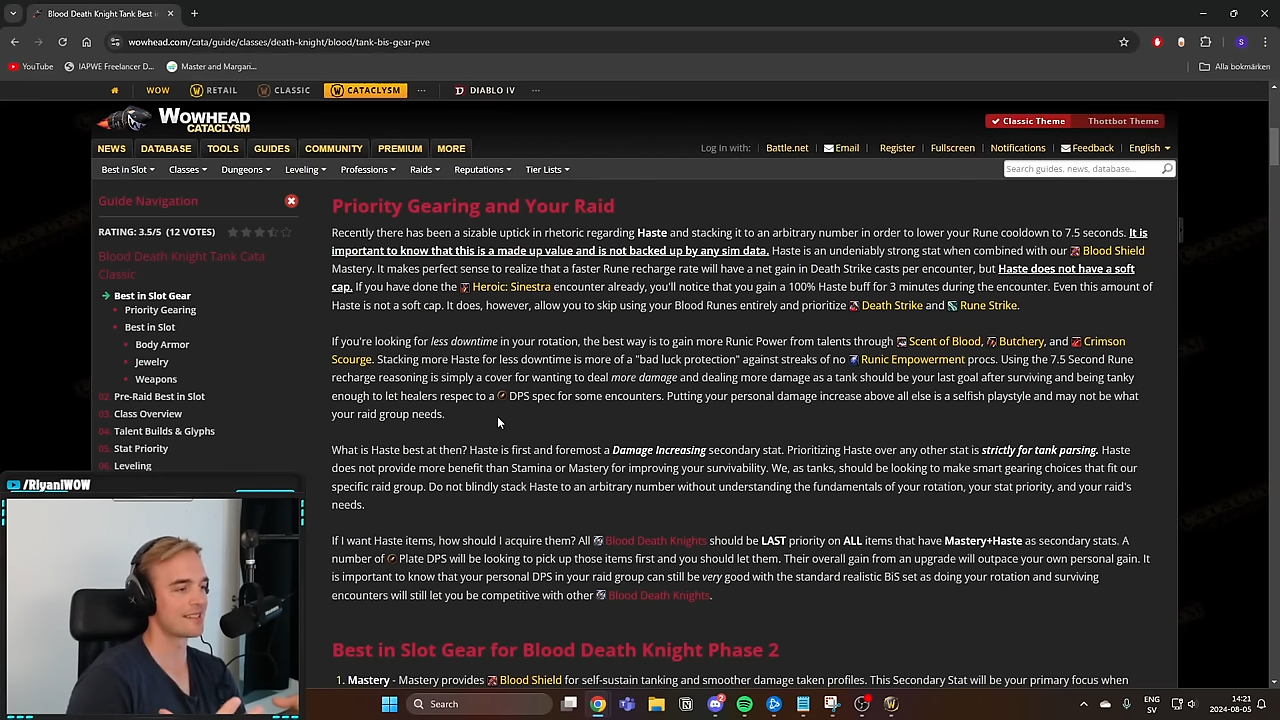 Blood Death Knight Tank Best in
wowhead.com/cata/guide/classes/death-knight/blood/tank-bis-gear-pve
YouTube IAPWE Freelancer D... Master and Margari... Alla bokmärken
WOW RETAIL CLASSIC CATACLYSM ... DIABLO IV ...
WOWHEAD
CATACLYSM
Classic Theme Thottbot Theme
NEWS DATABASE TOOLS GUIDES COMMUNITY PREMIUM MORE Log In with: Battle.net Email Register Fullscreen Notifications Feedback English
Best in Slot Classes Dungeons Leveling Professions Raids Reputations Tier Lists Search guides, news, database...
Guide Navigation
RATING: 3.5/5 (12 VOTES)
Blood Death Knight Tank Cata
Classic
Best in Slot Gear
Priority Gearing
Best in Slot
Body Armor
Jewelry
Weapons
02. Pre-Raid Best in Slot
03. Class Overview
04. Talent Builds & Glyphs
05. Stat Priority
06. Leveling
Priority Gearing and Your Raid
Recently there has been a sizable uptick in rhetoric regarding Haste and stacking it to an arbitrary number in order to lower your Rune cooldown to 7.5 seconds. It is
important to know that this is a made up value and is not backed up by any sim data. Haste is an undeniably strong stat when combined with our Blood Shield
Mastery. It makes perfect sense to realize that a faster Rune recharge rate will have a net gain in Death Strike casts per encounter, but Haste does not have a soft
cap. If you have done the Heroic: Sinestra encounter already, you'll notice that you gain a 100% Haste buff for 3 minutes during the encounter. Even this amount of
Haste is not a soft cap. It does, however, allow you to skip using your Blood Runes entirely and prioritize Death Strike and Rune Strike.
If you're looking for less downtime in your rotation, the best way is to gain more Runic Power from talents through Scent of Blood, Butchery, and Crimson
Scourge. Stacking more Haste for less downtime is more of a "bad luck protection" against streaks of no Runic Empowerment procs. Using the 7.5 Second Rune
recharge reasoning is simply a cover for wanting to deal more damage and dealing more damage as a tank should be your last goal after surviving and being tanky
enough to let healers respec to a DPS spec for some encounters. Putting your personal damage increase above all else is a selfish playstyle and may not be what
your raid group needs.
What is Haste best at then? Haste is first and foremost a Damage Increasing secondary stat. Prioritizing Haste over any other stat is strictly for tank parsing. Haste
does not provide more benefit than Stamina or Mastery for improving your survivability. We, as tanks, should be looking to make smart gearing choices that fit our
specific raid group. Do not blindly stack Haste to an arbitrary number without understanding the fundamentals of your rotation, your stat priority, and your raid's
needs.
If I want Haste items, how should I acquire them? All Blood Death Knights should be LAST priority on ALL items that have Mastery+Haste as secondary stats. A
number of Plate DPS will be looking to pick up those items first and you should let them. Their overall gain from an upgrade will outpace your own personal gain. It
is important to know that your personal DPS in your raid group can still be very good with the standard realistic BiS set as doing your rotation and surviving
encounters will still let you be competitive with other Blood Death Knights.
Best in Slot Gear for Blood Death Knight Phase 2
1. Mastery - Mastery provides Blood Shield for self-sustain tanking and smoother damage taken profiles. This Secondary Stat will be your primary focus when
/RiyaniWOW
Search
ENG
SV
14:21
2024-08-05